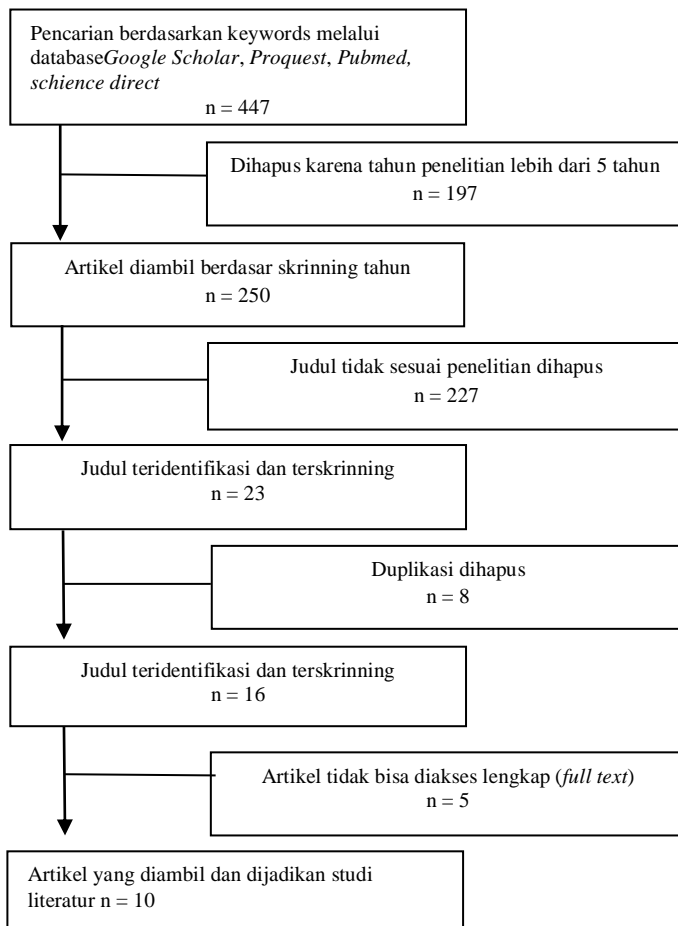 Pencarian berdasarkan keywords melalui
databaseGoogle Scholar, Proquest, Pubmed,
schience direct
n = 447
Dihapus karena tahun penelitian lebih dari 5 tahun
n = 197
Artikel diambil berdasar skrinning tahun
n = 250
Judul tidak sesuai penelitian dihapus
n = 227
Judul teridentifikasi dan terskrinning
n = 23
Duplikasi dihapus
n = 8
Judul teridentifikasi dan terskrinning
n = 16
Artikel tidak bisa diakses lengkap (full text)
n = 5
Artikel yang diambil dan dijadikan studi
literatur n = 10